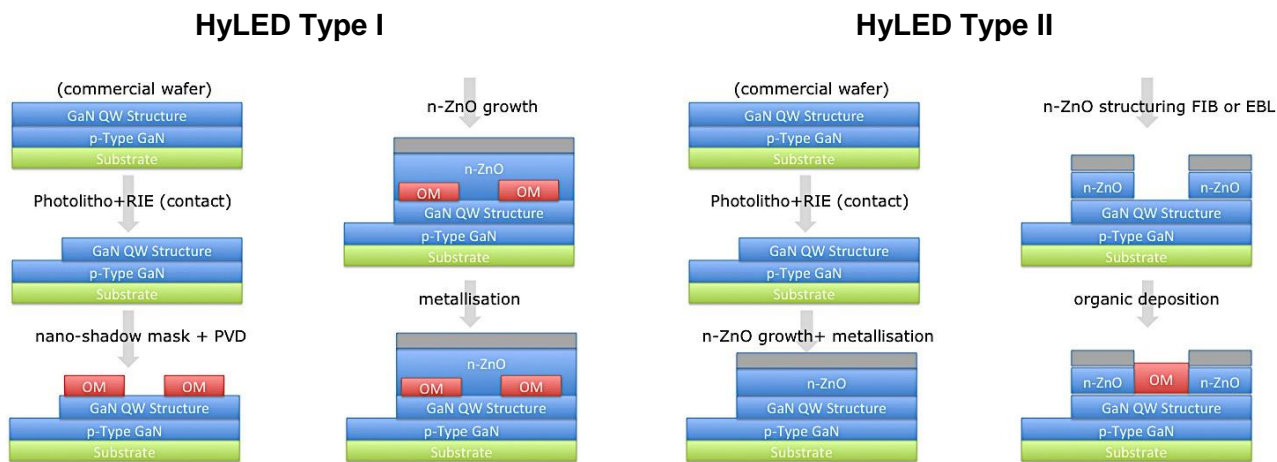 HyLED Type I
(commercial wafer)
GaN QW Structure
p-Type GaN
Substrate
Photolitho+RIE (contact)
GaN QW Structure
p-Type GaN
Substrate
nano-shadow mask + PVD
OM OM
GaN QW Structure
p-Type GaN
Substrate
n-ZnO growth
n-ZnO
OM OM
GaN QW Structure
p-Type GaN
Substrate
metallisation
n-ZnO
OM OM
GaN QW Structure
p-Type GaN
Substrate
HyLED Type II
(commercial wafer)
GaN QW Structure
p-Type GaN
Substrate
Photolitho+RIE (contact)
GaN QW Structure
p-Type GaN
Substrate
n-ZnO growth+ metallisation
n-ZnO
GaN QW Structure
p-Type GaN
Substrate
n-ZnO structuring FIB or EBL
n-ZnO n-ZnO
GaN QW Structure
p-Type GaN
Substrate
organic deposition
n-ZnO OM n-ZnO
GaN QW Structure
p-Type GaN
Substrate